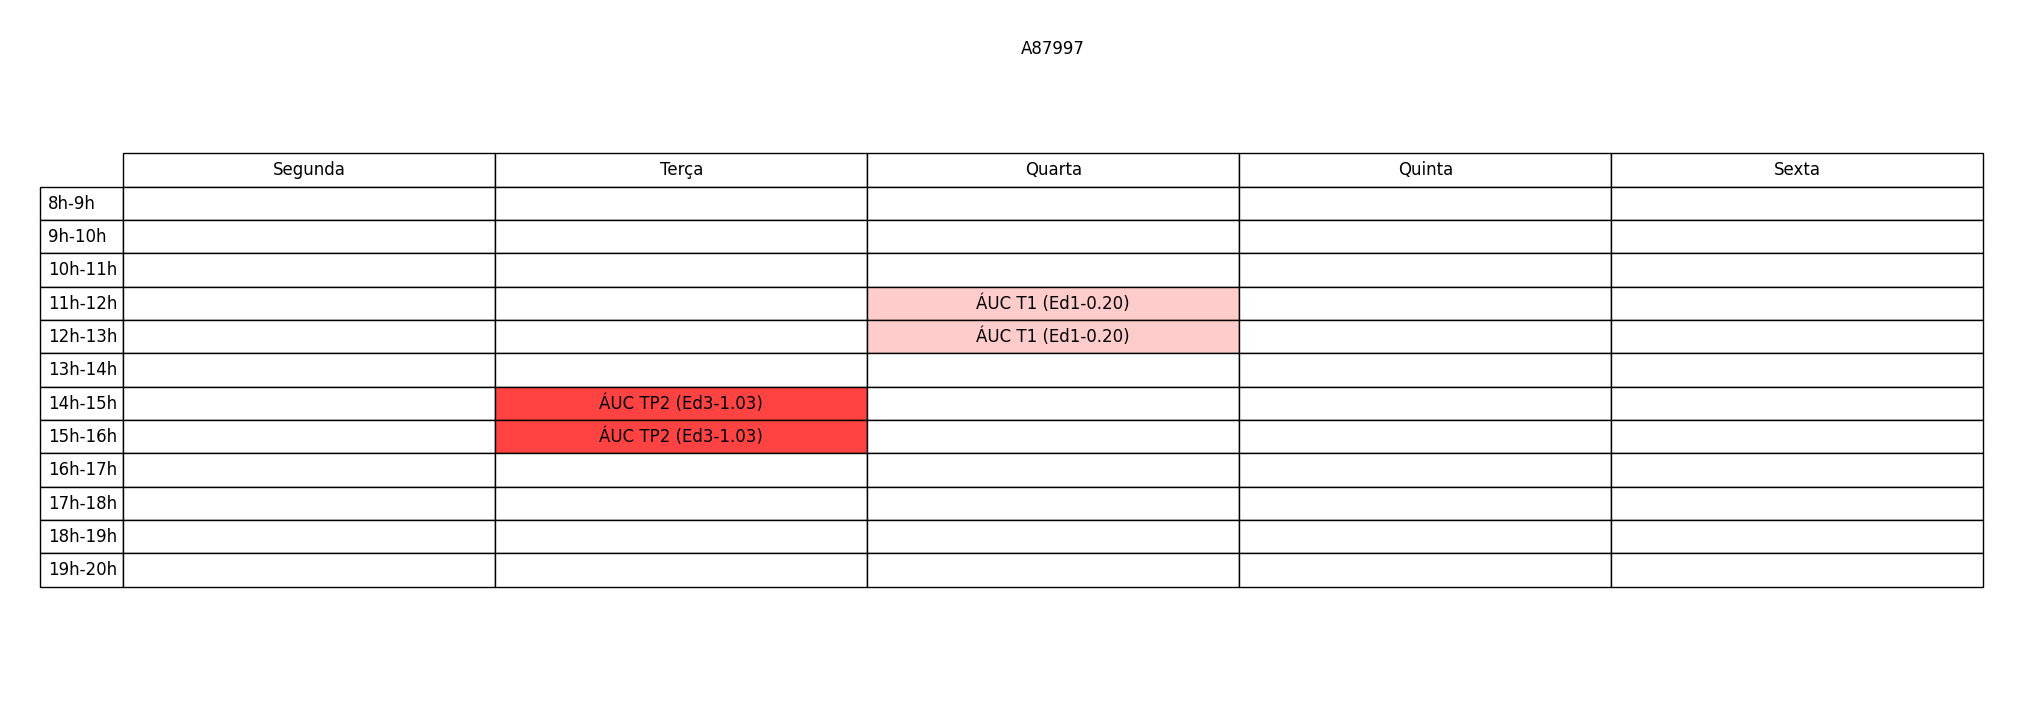 A87997
Segunda Terça Quarta Quinta Sexta
8h-9h
9h-10h
10h-11h
11h-12h ÁUC T1 (Ed1-0.20)
12h-13h ÁUC T1 (Ed1-0.20)
13h-14h
14h-15h ÁUC TP2 (Ed3-1.03)
15h-16h ÁUC TP2 (Ed3-1.03)
16h-17h
17h-18h
18h-19h
19h-20h